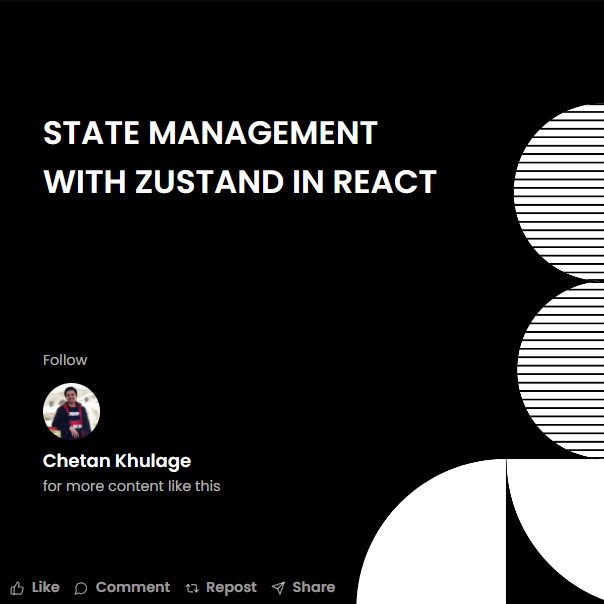 STATE MANAGEMENT
WITH ZUSTAND IN REACT
Follow
Chetan Khulage
for more content like this
Like Comment Repost Share